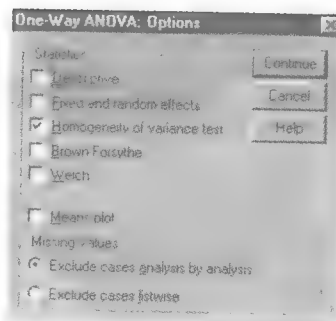 One-Way ANOVA: Options
Statistics
Descriptive
Fixed and random effects
Homogeneity of variance test
Brown-Forsythe
Welch
Means plot
Missing Values
Exclude cases analysis by analysis
Exclude cases listwise
Continue
Cancel
Help